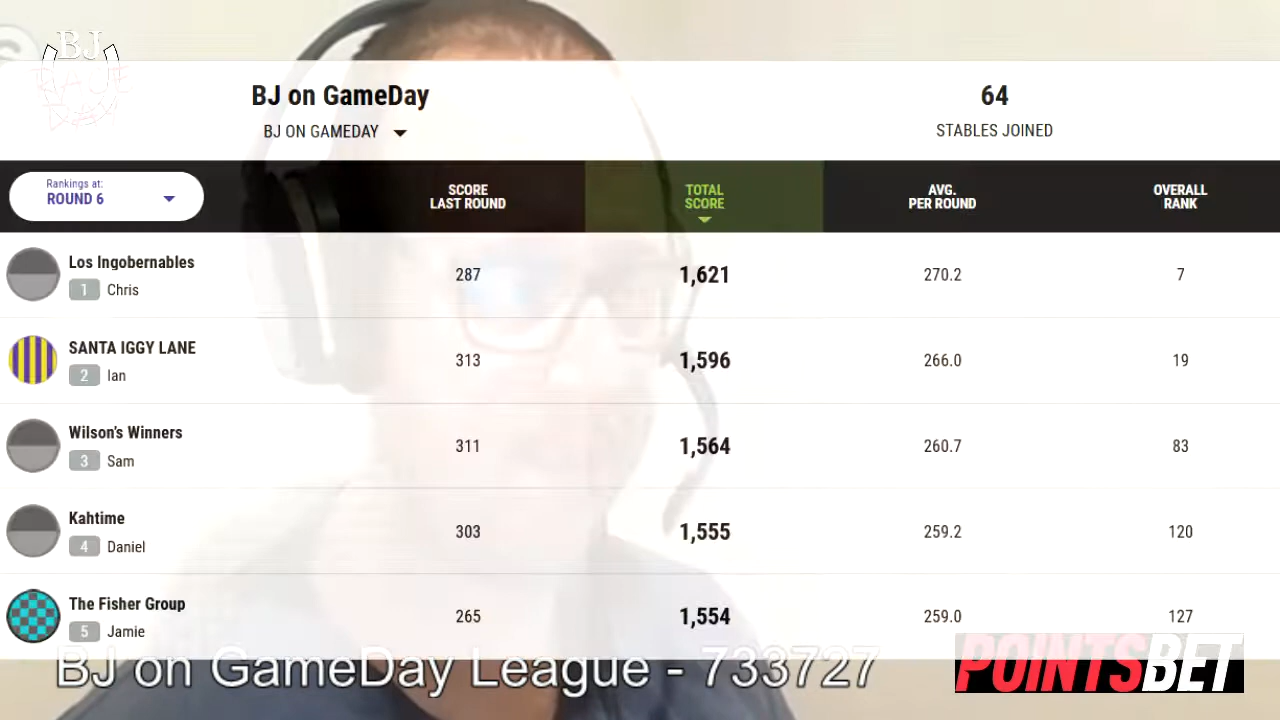 BJ
BJ on GameDay
BJ ON GAMEDAY
64
STABLES JOINED
Rankings at:
ROUND 6
SCORE
LAST ROUND
TOTAL
SCORE
AVG.
PER ROUND
OVERALL
RANK
Los Ingobernables
1 Chris
287 1,621 270.2 7
SANTA IGGY LANE
2 Ian
313 1,596 266.0 19
Wilson's Winners
3 Sam
311 1,564 260.7 83
Kahtime
4 Daniel
303 1,555 259.2 120
The Fisher Group
5 Jamie
265 1,554 259.0 127
BJ on GameDay League - 733727
POINTSBET